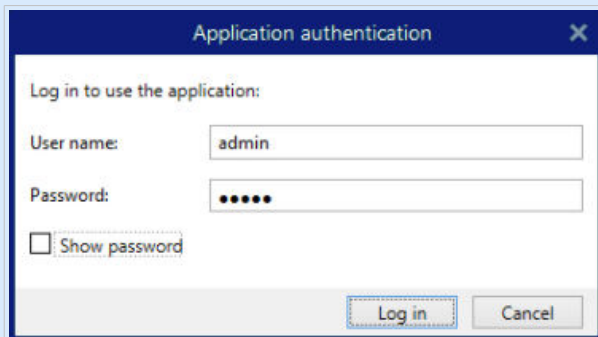 Application authentication
Log in to use the application:
User name: admin
Password: •••••
Show password
Log in Cancel